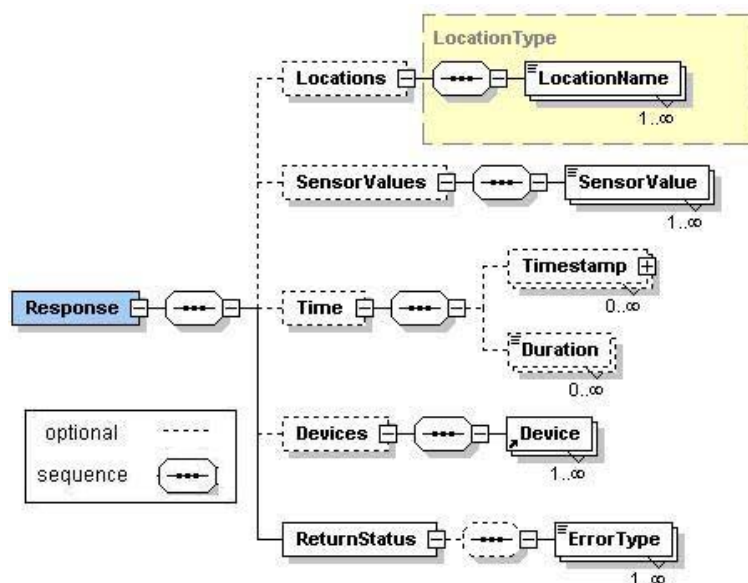 LocationType
Locations
LocationName
1..∞
SensorValues
SensorValue
1..∞
Response
Time
Timestamp
0..∞
Duration
0..∞
optional
sequence
Devices
Device
1..∞
ReturnStatus
ErrorType
1..∞